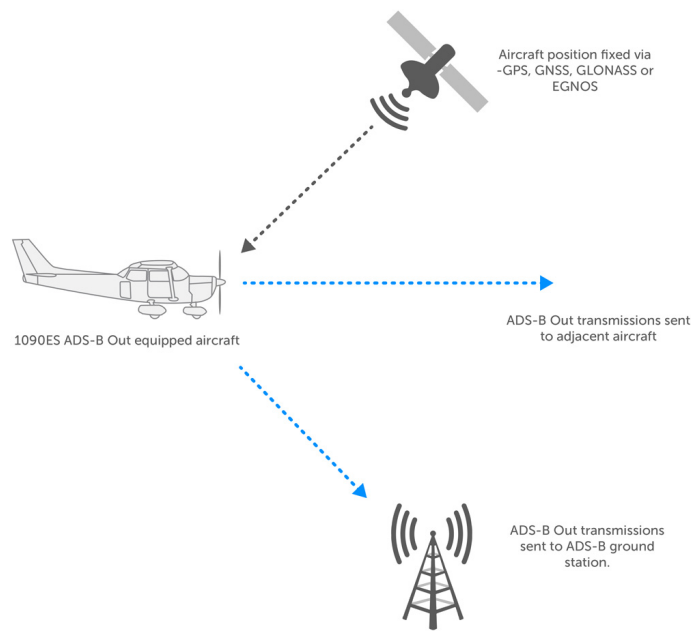 Aircraft position fixed via
-GPS, GNSS, GLONASS or
EGNOS
1090ES ADS-B Out equipped aircraft
ADS-B Out transmissions sent
to adjacent aircraft
ADS-B Out transmissions
sent to ADS-B ground
station.